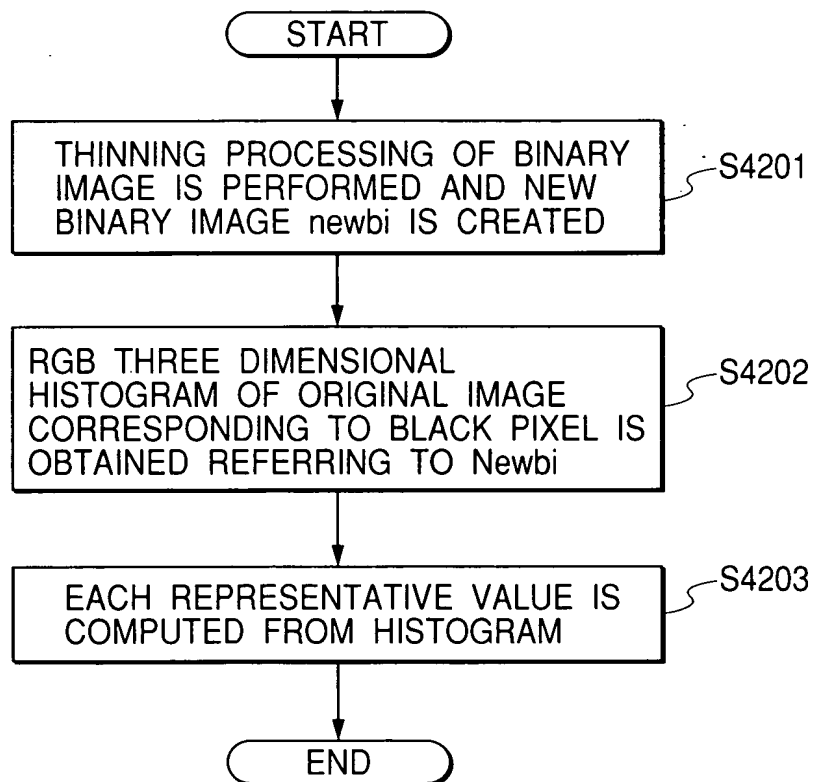 START
THINNING PROCESSING OF BINARY
IMAGE IS PERFORMED AND NEW
BINARY IMAGE newbi IS CREATED
S4201
RGB THREE DIMENSIONAL
HISTOGRAM OF ORIGINAL IMAGE
CORRESPONDING TO BLACK PIXEL IS
OBTAINED REFERRING TO Newbi
S4202
EACH REPRESENTATIVE VALUE IS
COMPUTED FROM HISTOGRAM
S4203
END